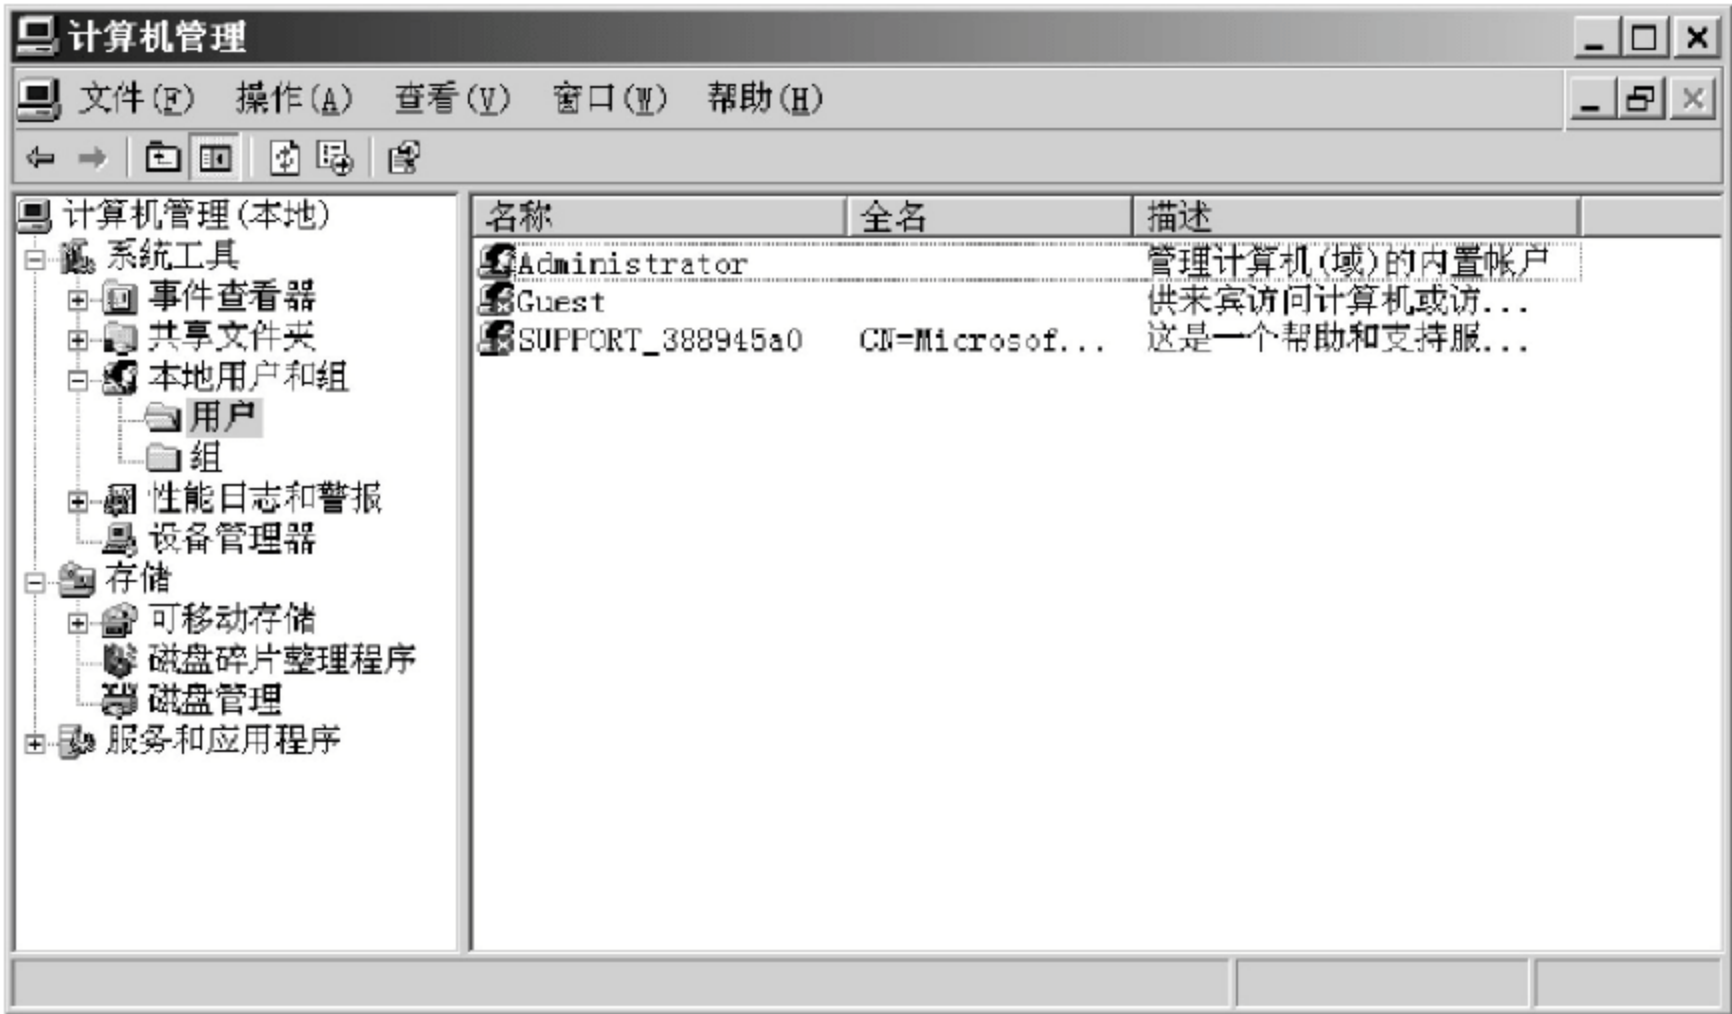 计算机管理
文件(F) 操作(A) 查看(V) 窗口(W) 帮助(H)
计算机管理(本地)
系统工具
事件查看器
共享文件夹
本地用户和组
用户
组
性能日志和警报
设备管理器
存储
可移动存储
磁盘碎片整理程序
磁盘管理
服务和应用程序
名称 全名 描述
Administrator 管理计算机(域)的内置帐户
Guest 供来宾访问计算机或访...
SUPPORT_388945a0 CN=Microsof... 这是一个帮助和支持服...